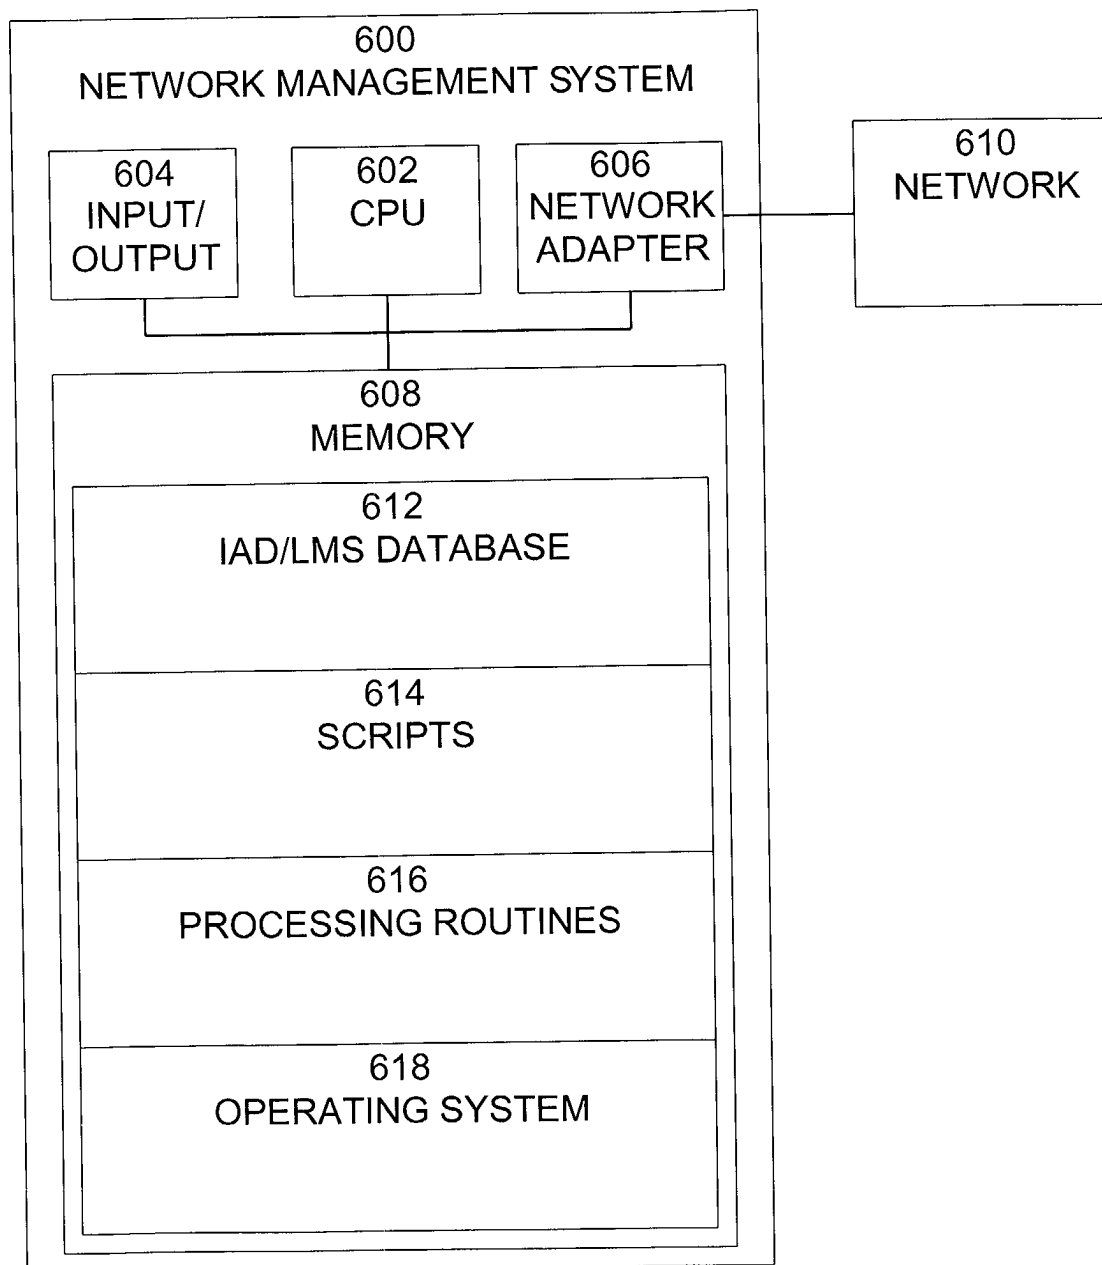 600
NETWORK MANAGEMENT SYSTEM
604
INPUT/
OUTPUT
602
CPU
606
NETWORK
ADAPTER
610
NETWORK
608
MEMORY
612
IAD/LMS DATABASE
614
SCRIPTS
616
PROCESSING ROUTINES
618
OPERATING SYSTEM